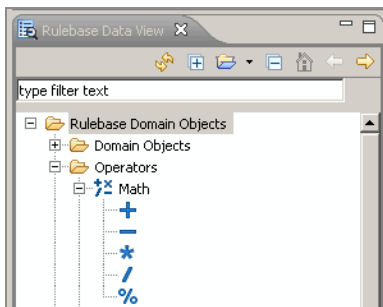 Rulebase Data View
type filter text
Rulebase Domain Objects
Domain Objects
Operators
Math
+
−
*
/
%